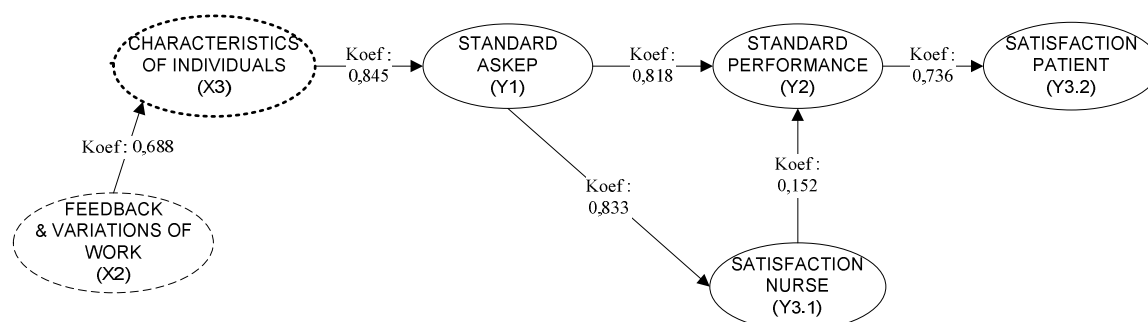 CHARACTERISTICS
OF INDIVIDUALS
(X3)
Koef :
0,845
STANDARD
ASKEP
(Y1)
Koef :
0,818
STANDARD
PERFORMANCE
(Y2)
Koef :
0,736
SATISFACTION
PATIENT
(Y3.2)
Koef : 0,688
FEEDBACK
& VARIATIONS OF
WORK
(X2)
Koef :
0,833
Koef :
0,152
SATISFACTION
NURSE
(Y3.1)